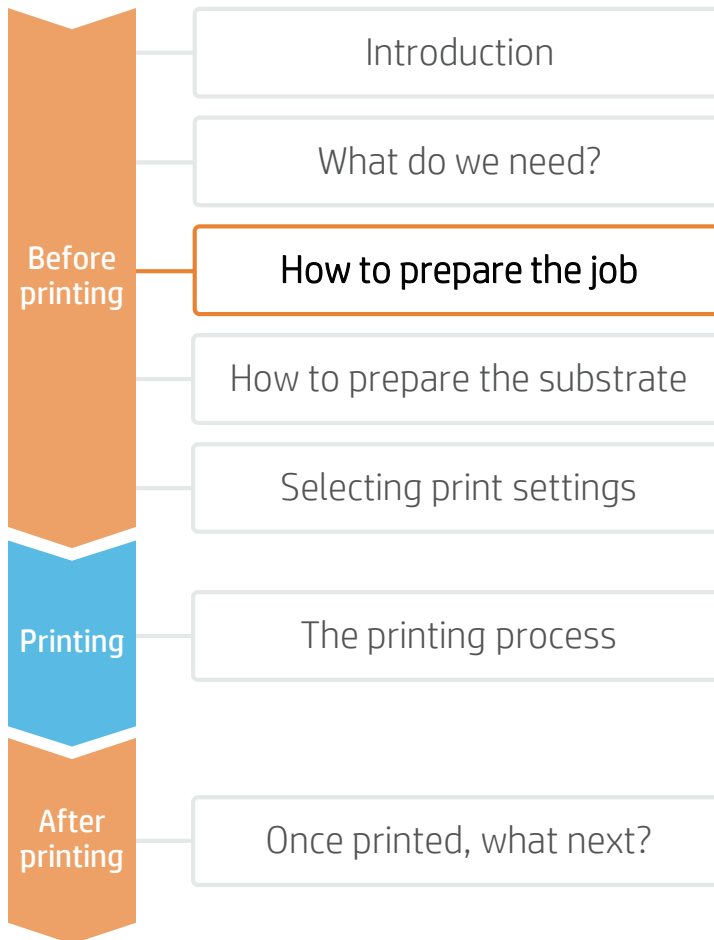 Introduction
What do we need?
Before
printing
How to prepare the job
How to prepare the substrate
Selecting print settings
Printing
The printing process
After
printing
Once printed, what next?